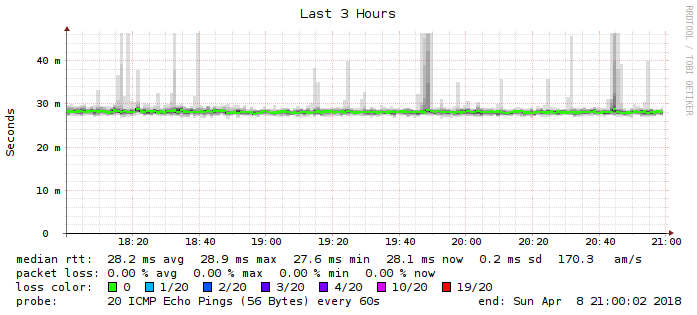 Last 3 Hours
RRDTOOL / TOBI OETIKER
Seconds
40 m
30 m
20 m
10 m
0
18:20 18:40 19:00 19:20 19:40 20:00 20:20 20:40 21:00
median rtt: 28.2 ms avg 28.9 ms max 27.6 ms min 28.1 ms now 0.2 ms sd 170.3 am/s
packet loss: 0.00 % avg 0.00 % max 0.00 % min 0.00 % now
loss color: 0 1/20 2/20 3/20 4/20 10/20 19/20
probe: 20 ICMP Echo Pings (56 Bytes) every 60s end: Sun Apr 8 21:00:02 2018